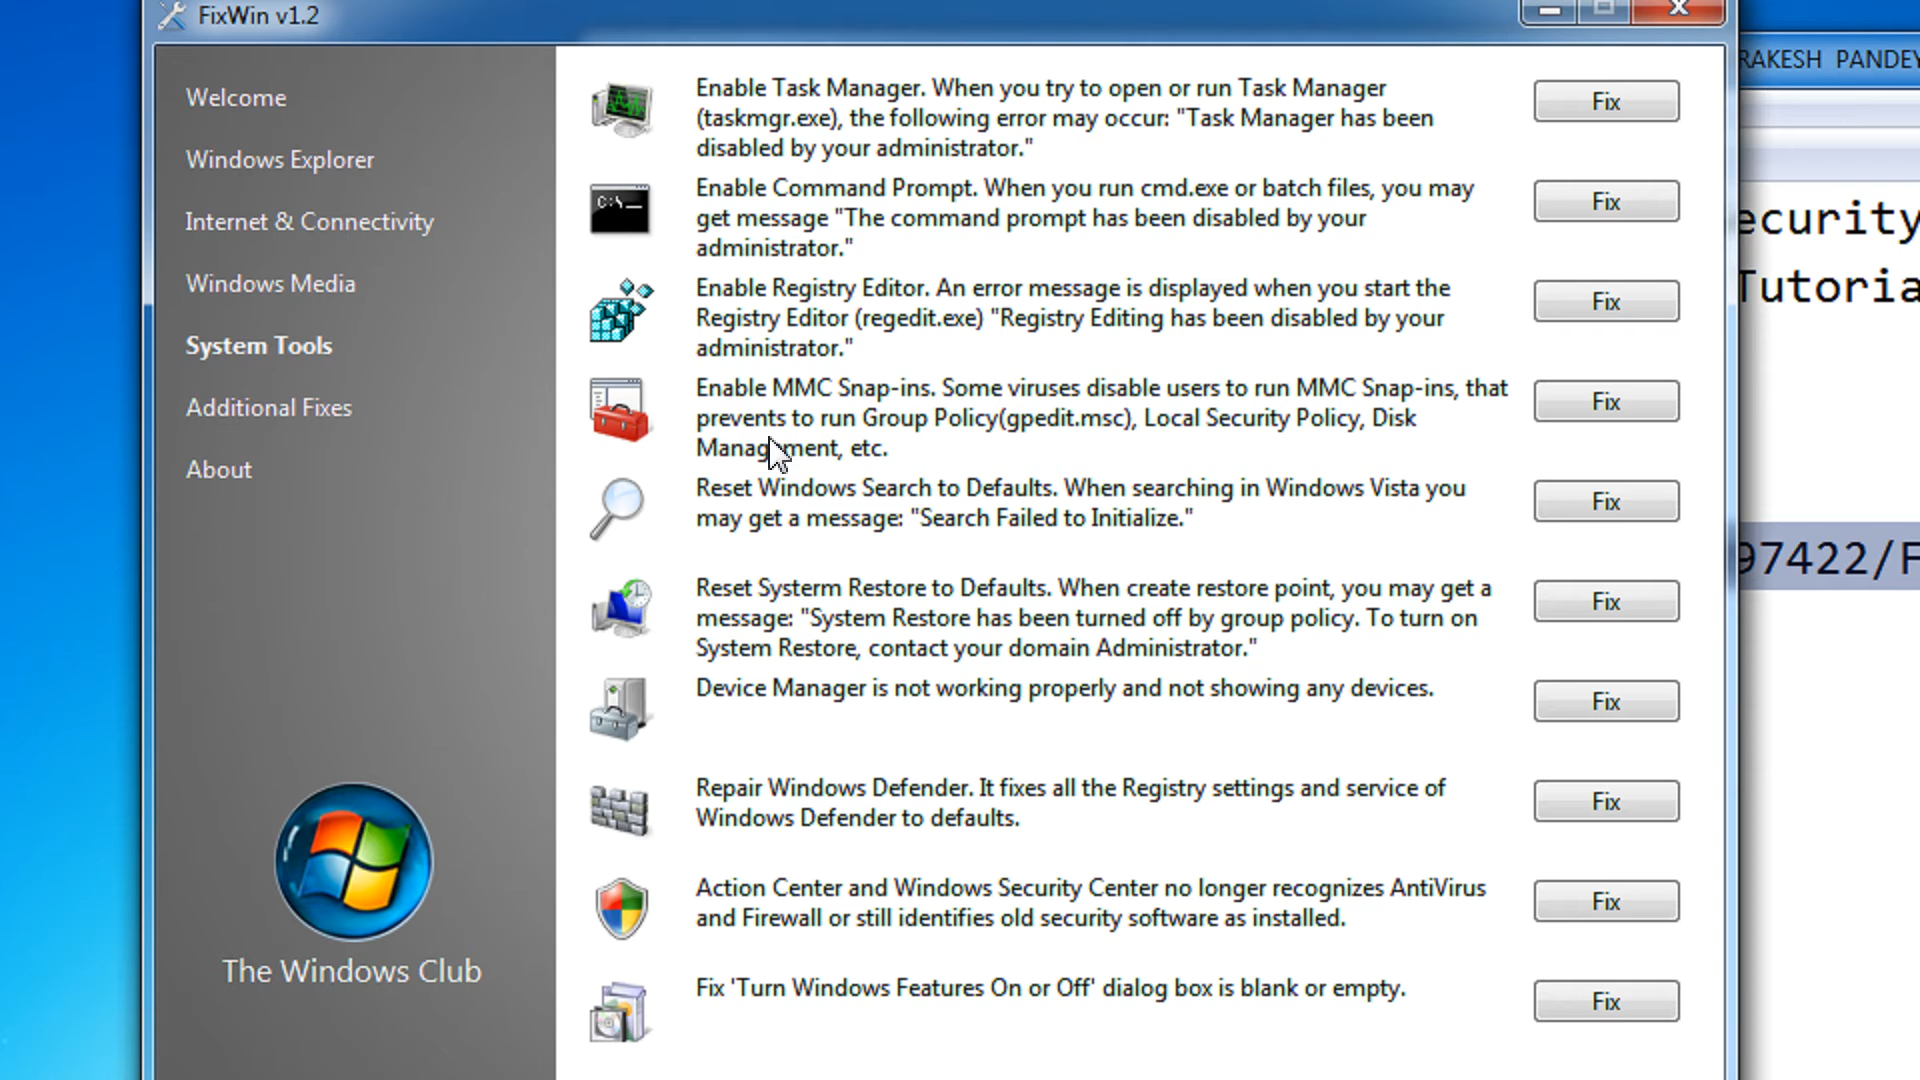 FixWin v1.2
RAKESH PANDEY
Welcome
Windows Explorer
Internet & Connectivity
Windows Media
System Tools
Additional Fixes
About
The Windows Club
Enable Task Manager. When you try to open or run Task Manager
(taskmgr.exe), the following error may occur: "Task Manager has been
disabled by your administrator."
Fix
C:\_
Enable Command Prompt. When you run cmd.exe or batch files, you may
get message "The command prompt has been disabled by your
administrator."
Fix
Enable Registry Editor. An error message is displayed when you start the
Registry Editor (regedit.exe) "Registry Editing has been disabled by your
administrator."
Fix
Enable MMC Snap-ins. Some viruses disable users to run MMC Snap-ins, that
prevents to run Group Policy(gpedit.msc), Local Security Policy, Disk
Management, etc.
Fix
Reset Windows Search to Defaults. When searching in Windows Vista you
may get a message: "Search Failed to Initialize."
Fix
Reset Systerm Restore to Defaults. When create restore point, you may get a
message: "System Restore has been turned off by group policy. To turn on
System Restore, contact your domain Administrator."
Fix
Device Manager is not working properly and not showing any devices.
Fix
Repair Windows Defender. It fixes all the Registry settings and service of
Windows Defender to defaults.
Fix
Action Center and Windows Security Center no longer recognizes AntiVirus
and Firewall or still identifies old security software as installed.
Fix
Fix 'Turn Windows Features On or Off' dialog box is blank or empty.
Fix
ecurity
Tutoria
97422/F